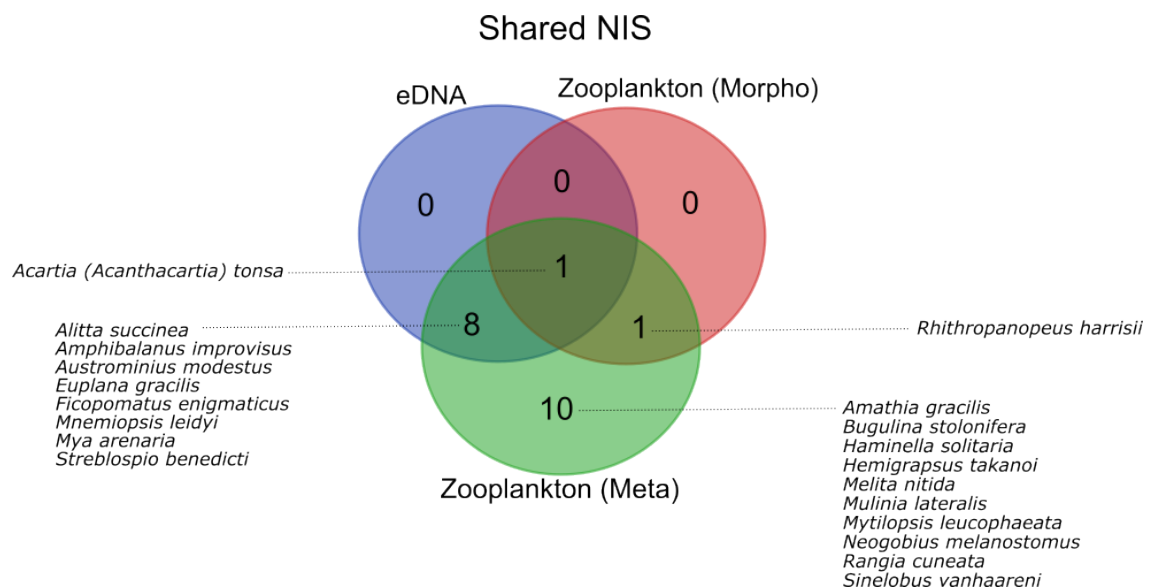 Shared NIS
eDNA
Zooplankton (Morpho)
0
0
0
Acartia (Acanthacartia) tonsa
1
8
1
Alitta succinea
Amphibalanus improvisus
Austrominius modestus
Euplana gracilis
Ficopomatus enigmaticus
Mnemiopsis leidyi
Mya arenaria
Streblospio benedicti
Rhithropanopeus harrisii
10
Amathia gracilis
Bugulina stolonifera
Haminella solitaria
Hemigrapsus takanoi
Melita nitida
Mulinia lateralis
Mytilopsis leucophaeata
Neogobius melanostomus
Rangia cuneata
Sinelobus vanhaareni
Zooplankton (Meta)